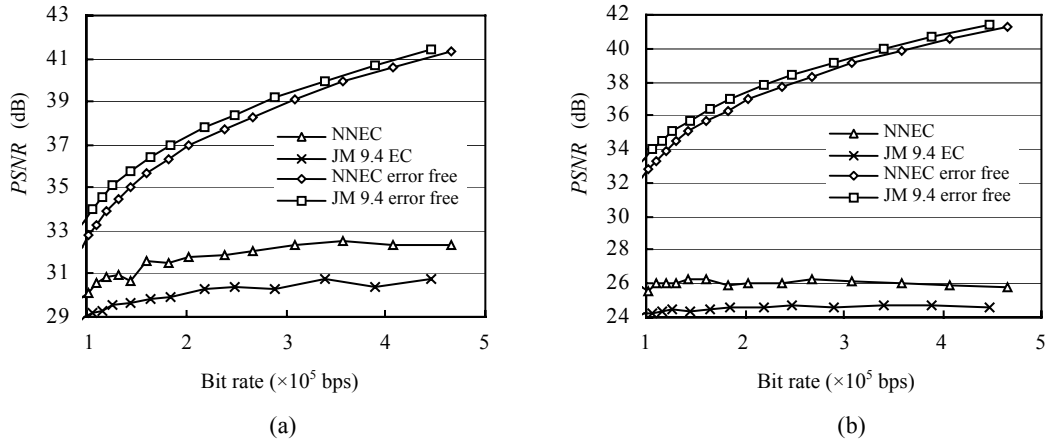 43
41
39
37
35
33
31
29
PSNR (dB)
NNEC
JM 9.4 EC
NNEC error free
JM 9.4 error free
1 2 3 4 5
Bit rate (×10⁵ bps)
(a)
42
40
38
36
34
32
30
28
26
24
PSNR (dB)
NNEC
JM 9.4 EC
NNEC error free
JM 9.4 error free
1 2 3 4 5
Bit rate (×10⁵ bps)
(b)